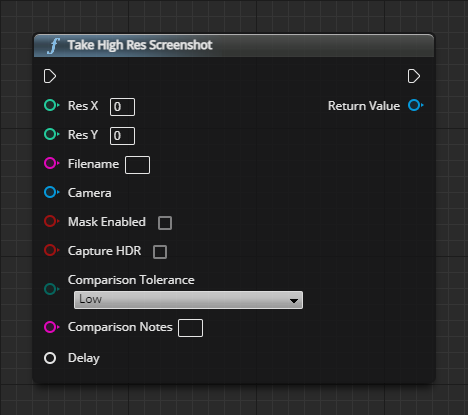 f Take High Res Screenshot
Res X 0 Return Value
Res Y 0
Filename
Camera
Mask Enabled
Capture HDR
Comparison Tolerance
Low
Comparison Notes
Delay